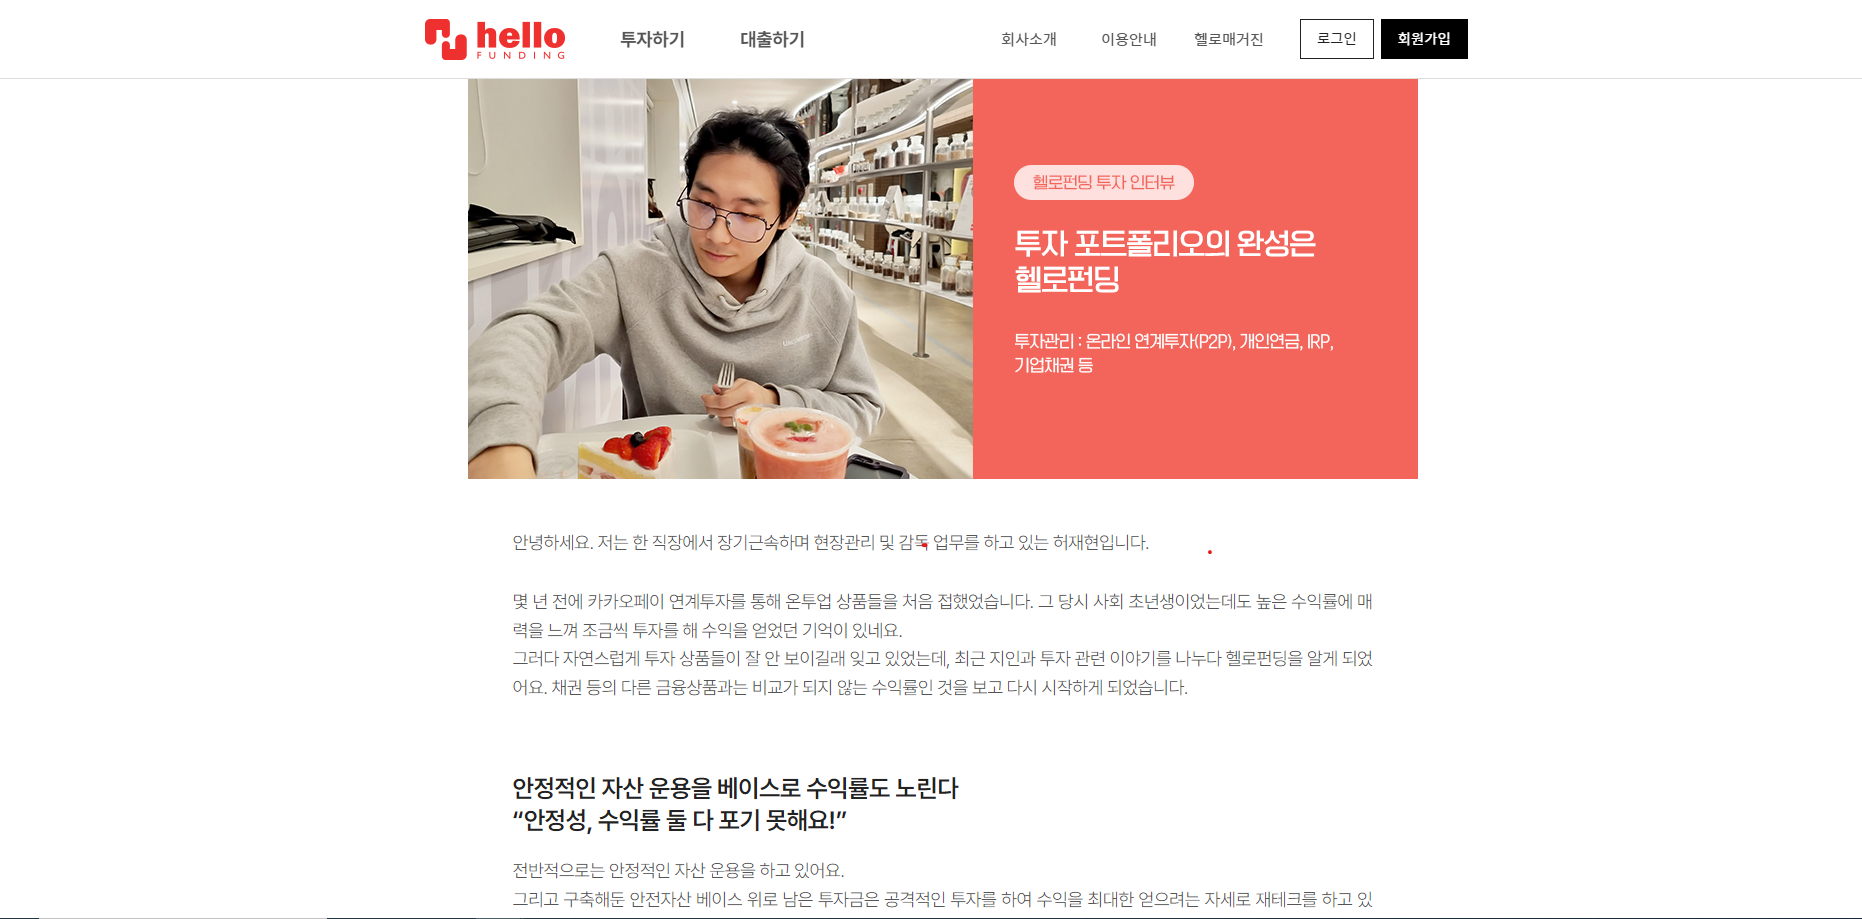 hello
FUNDING
투자하기
대출하기
회사소개
이용안내
헬로매거진
로그인
회원가입
헬로펀딩 투자 인터뷰
투자 포트폴리오의 완성은
헬로펀딩
투자관리 : 온라인 연계투자(P2P), 개인연금, IRP,
기업채권 등
안녕하세요. 저는 한 직장에서 장기근속하며 현장관리 및 감독 업무를 하고 있는 허재현입니다.
몇 년 전에 카카오페이 연계투자를 통해 온투업 상품들을 처음 접했었습니다. 그 당시 사회 초년생이었는데도 높은 수익률에 매
력을 느껴 조금씩 투자를 해 수익을 얻었던 기억이 있네요.
그러다 자연스럽게 투자 상품들이 잘 안 보이길래 잊고 있었는데, 최근 지인과 투자 관련 이야기를 나누다 헬로펀딩을 알게 되었
어요. 채권 등의 다른 금융상품과는 비교가 되지 않는 수익률인 것을 보고 다시 시작하게 되었습니다.
안정적인 자산 운용을 베이스로 수익률도 노린다
“안정성, 수익률 둘 다 포기 못해요!”
전반적으로는 안정적인 자산 운용을 하고 있어요.
그리고 구축해둔 안전자산 베이스 위로 남은 투자금은 공격적인 투자를 하여 수익을 최대한 얻으려는 자세로 재테크를 하고 있